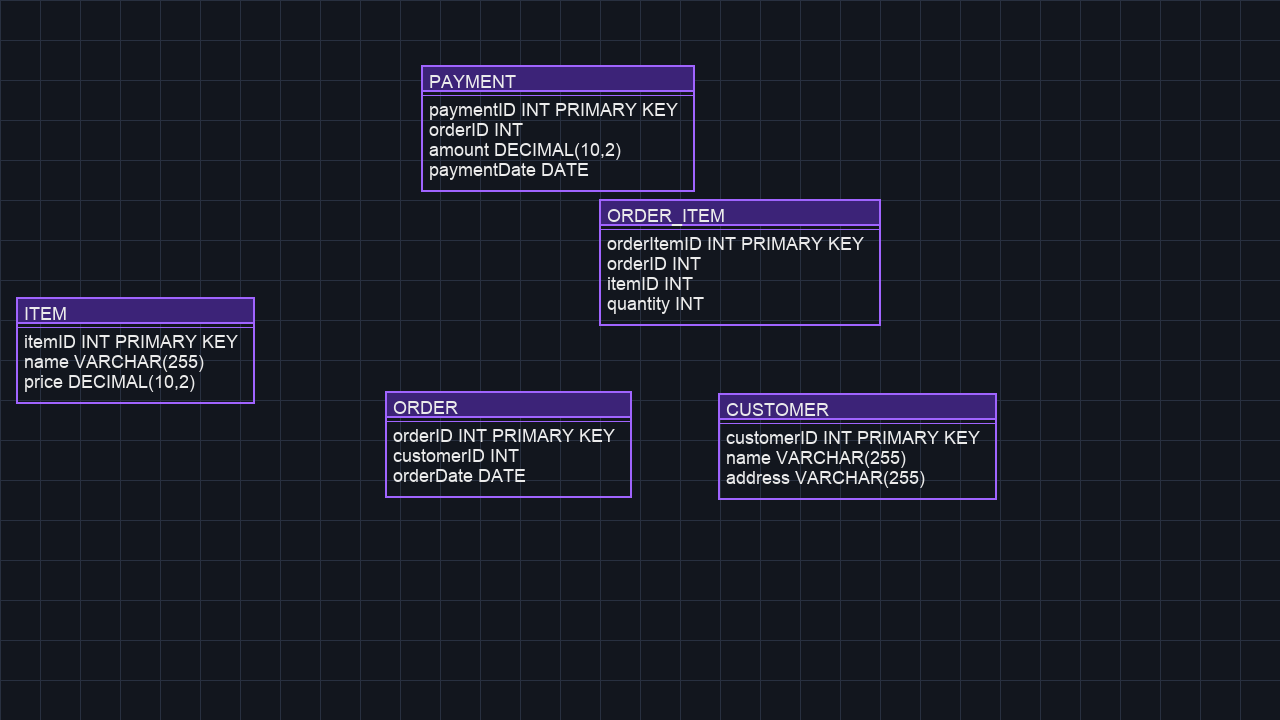 PAYMENT
paymentID INT PRIMARY KEY
orderID INT
amount DECIMAL(10,2)
paymentDate DATE
ORDER_ITEM
orderItemID INT PRIMARY KEY
orderID INT
itemID INT
quantity INT
ITEM
itemID INT PRIMARY KEY
name VARCHAR(255)
price DECIMAL(10,2)
ORDER
orderID INT PRIMARY KEY
customerID INT
orderDate DATE
CUSTOMER
customerID INT PRIMARY KEY
name VARCHAR(255)
address VARCHAR(255)